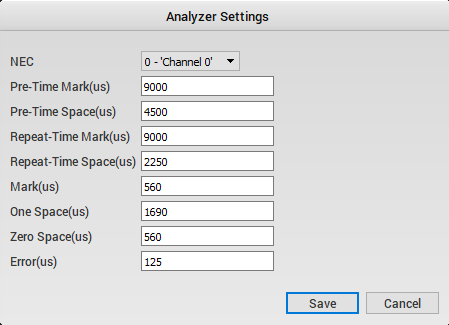 Analyzer Settings
NEC 0 - 'Channel 0'
Pre-Time Mark(us) 9000
Pre-Time Space(us) 4500
Repeat-Time Mark(us) 9000
Repeat-Time Space(us) 2250
Mark(us) 560
One Space(us) 1690
Zero Space(us) 560
Error(us) 125
Save Cancel